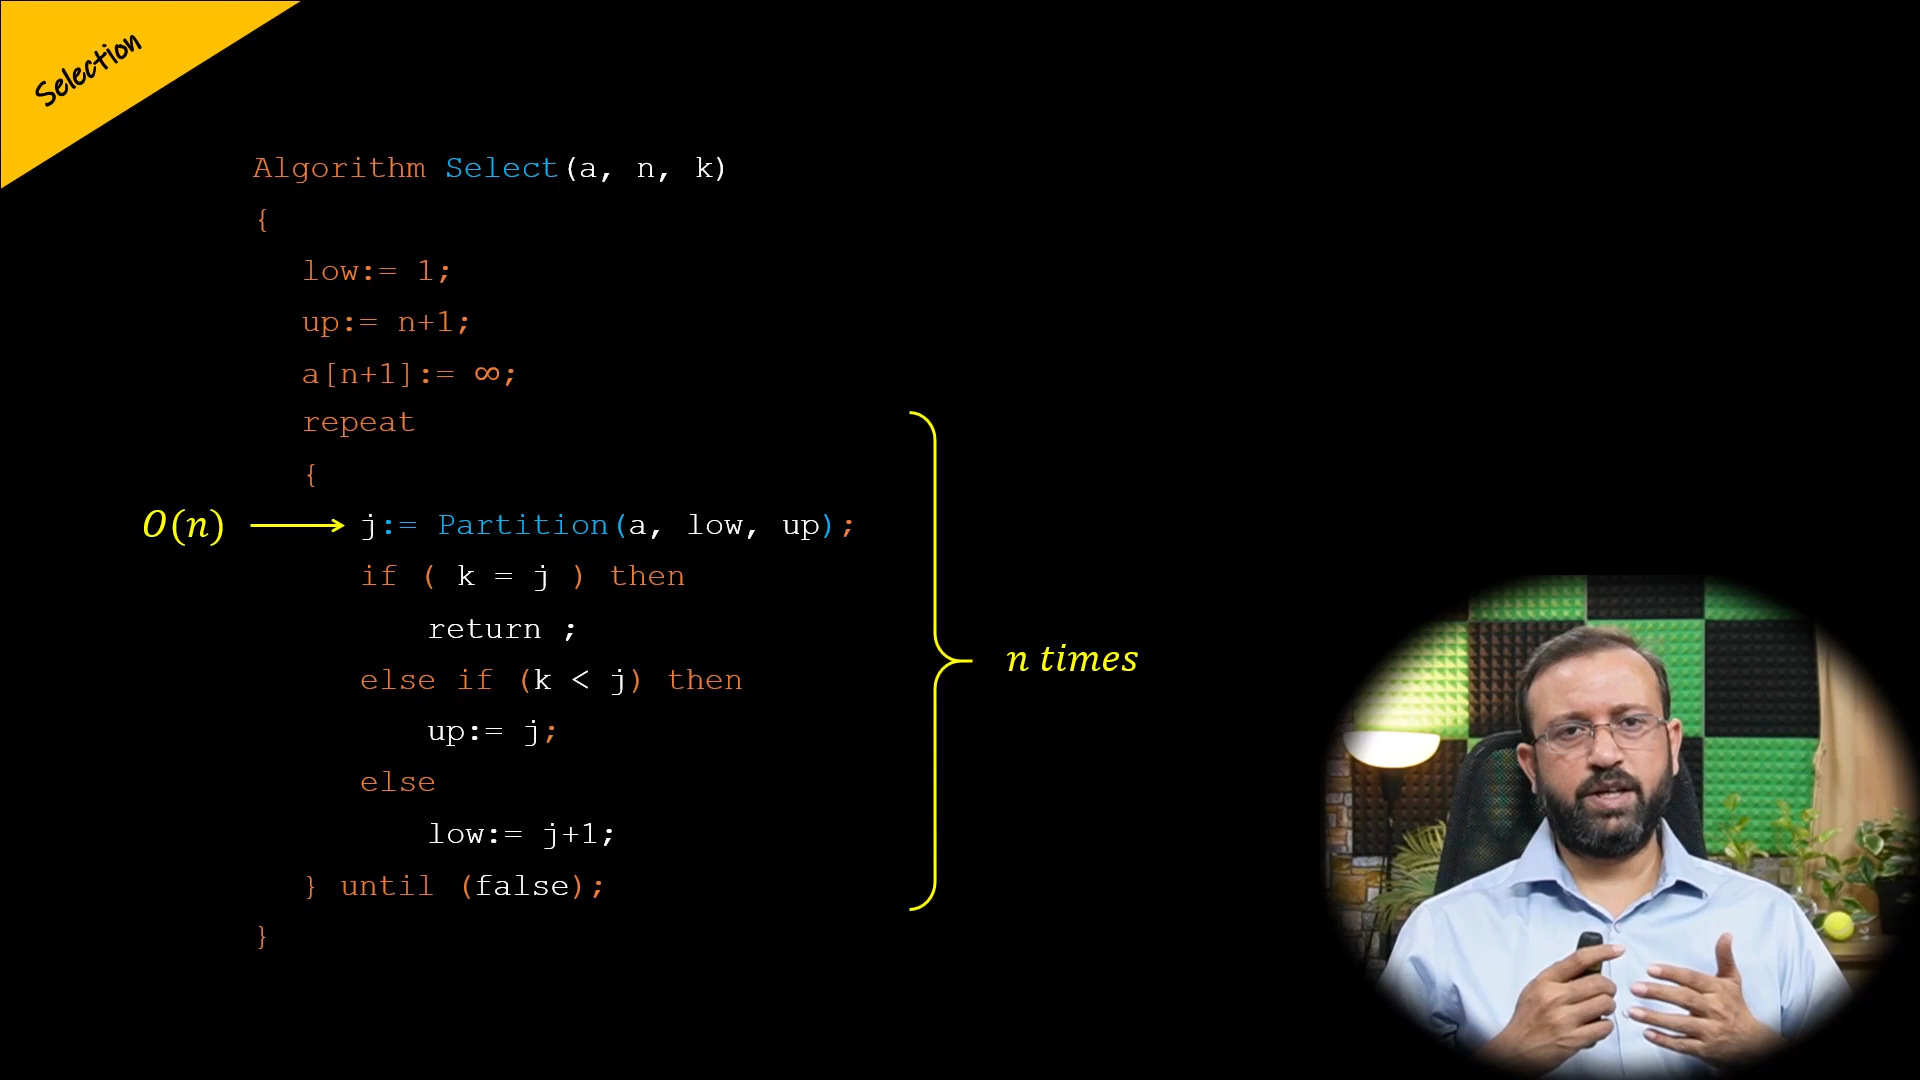 Selection
Algorithm Select(a, n, k)
{
low:= 1;
up:= n+1;
a[n+1]:= ∞;
repeat
{
O(n)
j:= Partition(a, low, up);
if ( k = j ) then
return ;
else if (k < j) then
up:= j;
else
low:= j+1;
} until (false);
}
n times